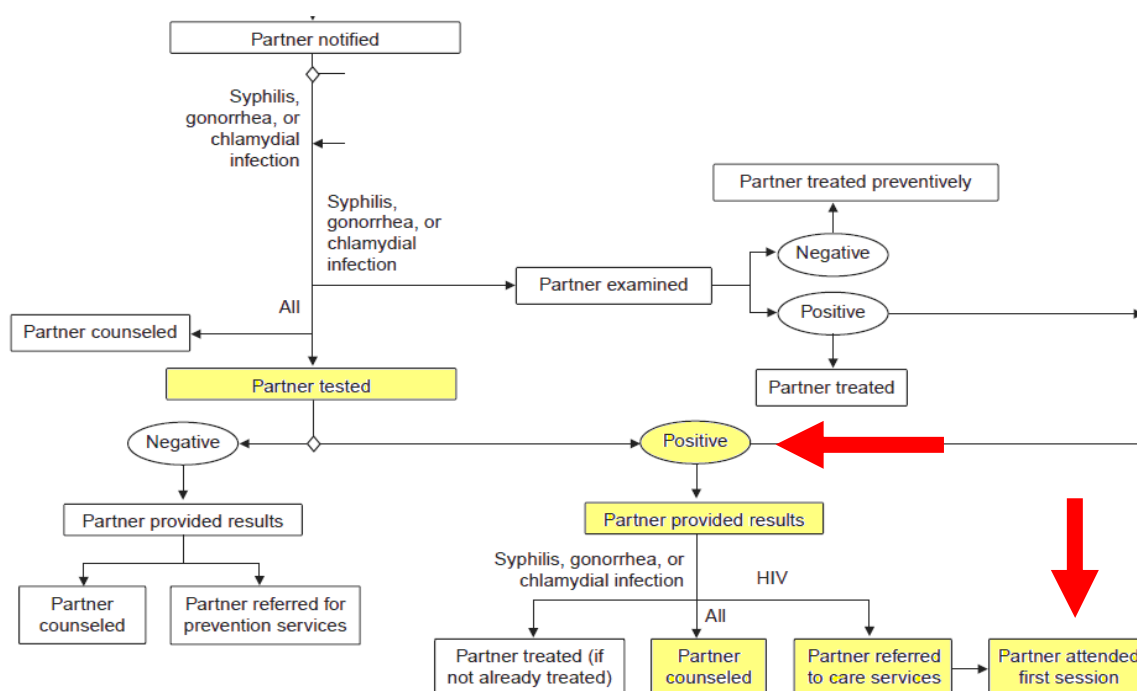 Partner notified
Syphilis,
gonorrhea, or
chlamydial
infection
Partner treated preventively
Syphilis,
gonorrhea, or
chlamydial
infection
Negative
Partner examined
All
Positive
Partner counseled
Partner tested
Partner treated
Negative
Positive
Partner provided results
Partner provided results
Syphilis, gonorrhea, or
chlamydial infection
HIV
All
Partner
counseled
Partner referred for
prevention services
Partner treated (if
not already treated)
Partner
counseled
Partner referred
to care services
Partner attended
first session